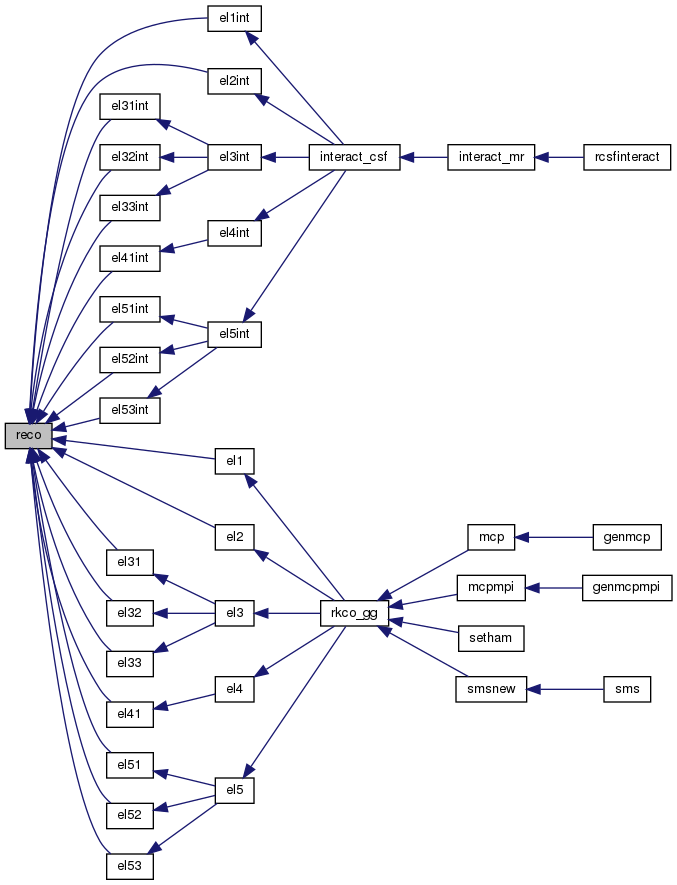 el1int
el2int
el31int
el32int
el3int
interact_csf
interact_mr
rcsfinteract
el33int
el4int
el41int
el51int
el5int
el52int
el53int
reco
el1
el2
mcp
genmcp
el31
mcpmpi
genmcpmpi
el32
el3
rkco_gg
setham
el33
el4
smsnew
sms
el41
el51
el5
el52
el53